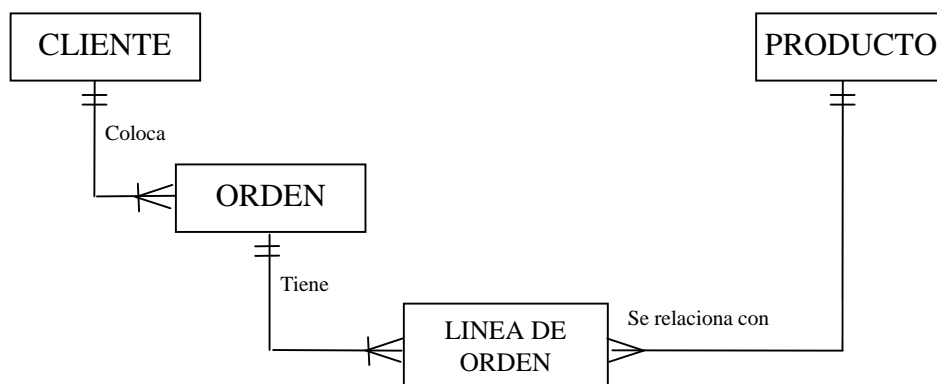 CLIENTE
PRODUCTO
Coloca
ORDEN
Tiene
LINEA DE
ORDEN
Se relaciona con